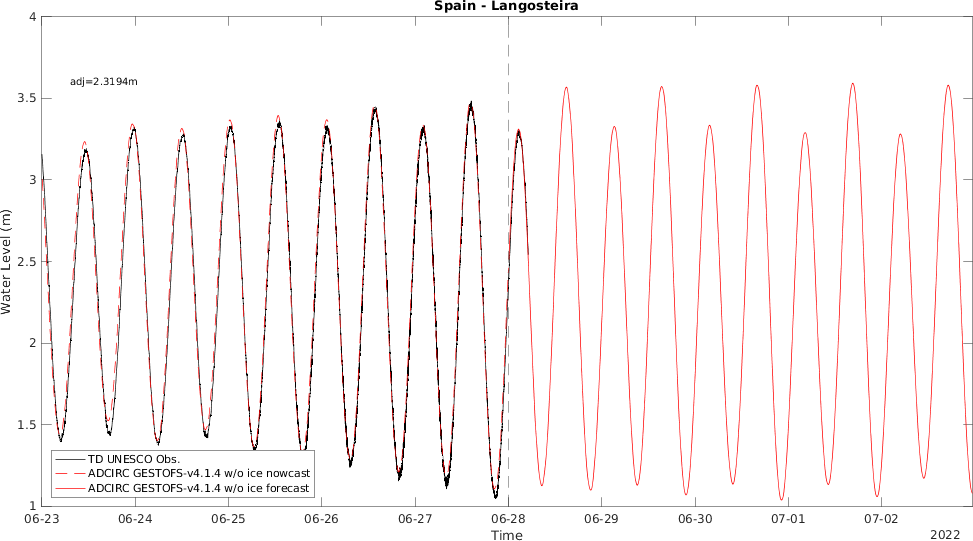 Spain - Langosteira
adj=2.3194m
Water Level (m)
4
3.5
3
2.5
2
1.5
1
TD UNESCO Obs.
ADCIRC GESTOFS-v4.1.4 w/o ice nowcast
ADCIRC GESTOFS-v4.1.4 w/o ice forecast
06-23 06-24 06-25 06-26 06-27 06-28 06-29 06-30 07-01 07-02
Time
2022